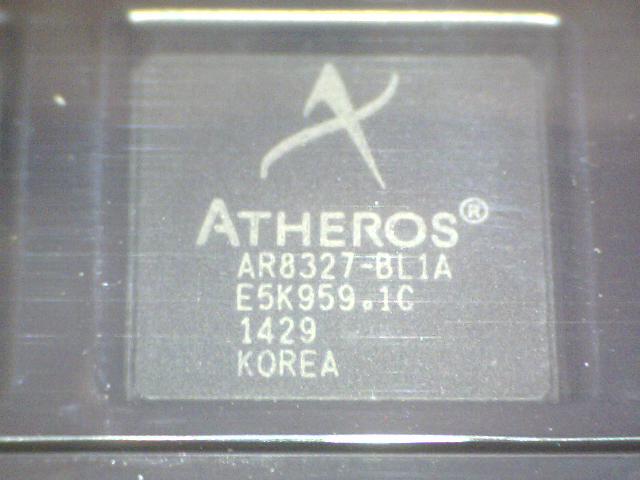 ATHEROS®
AR8327-BL1A
E5K959.1C
1429
KOREA